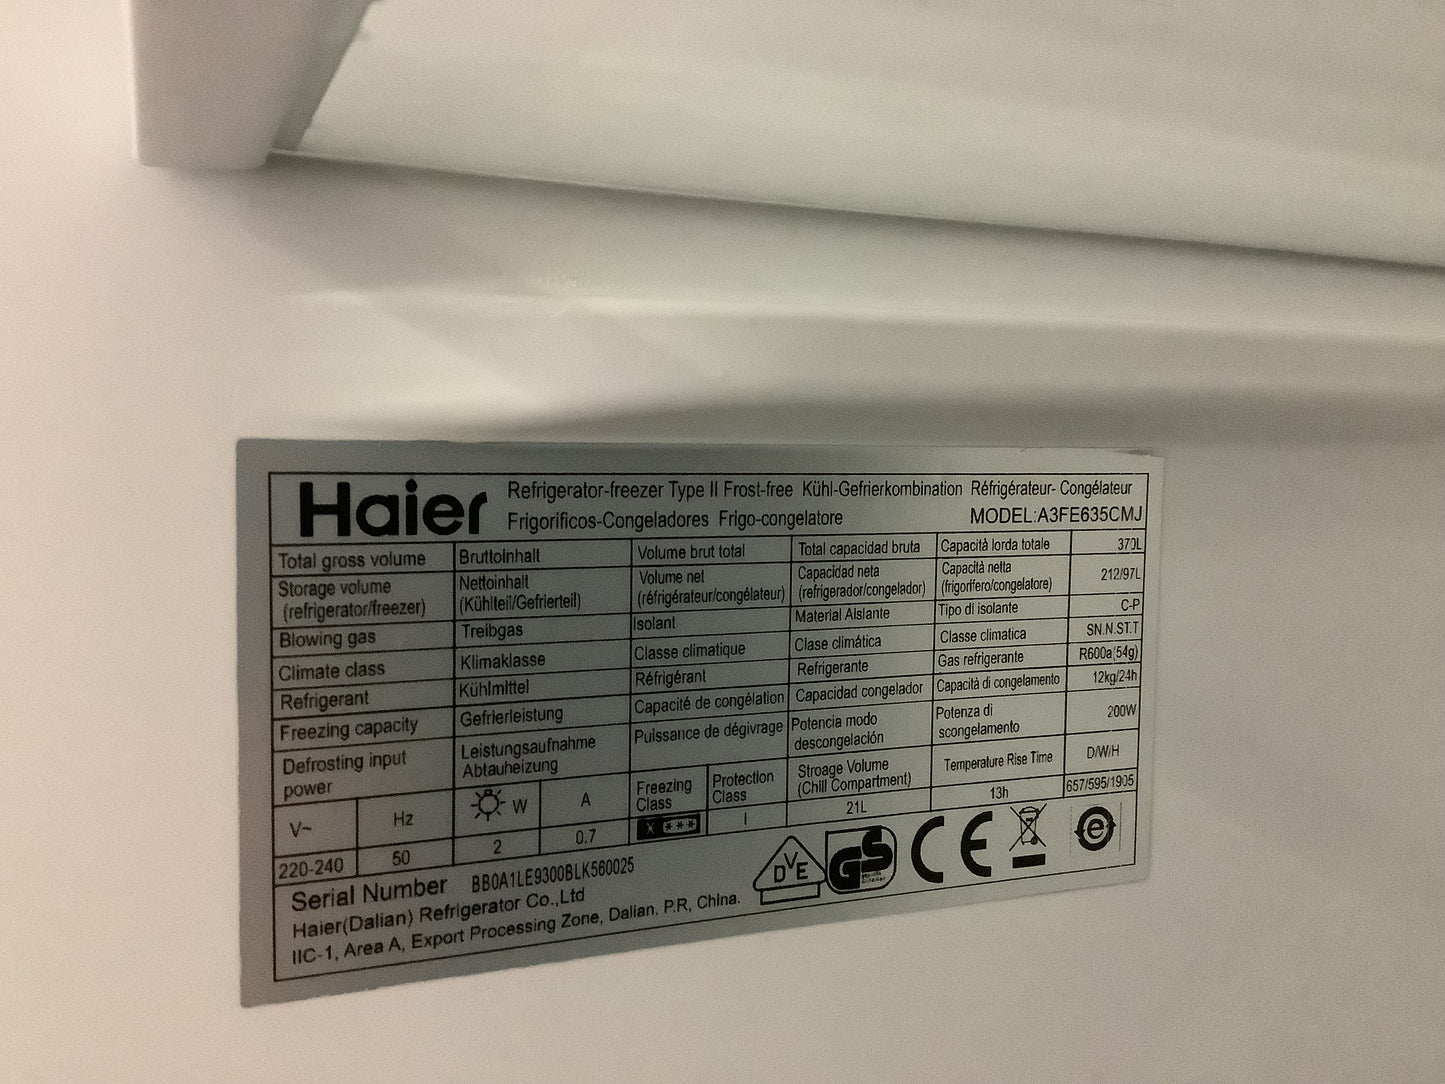 Haier Refrigerator-freezer Type II Frost-free Kühl-Gefrierkombination Réfrigérateur- Congélateur
Frigorificos-Congeladores Frigo-congelatore MODEL:A3FE635CMJ
Total gross volume Bruttoinhalt Volume brut total Total capacidad bruta Capacità lorda totale 370L
Storage volume (refrigerator/freezer) Nettoinhalt (Kühlteil/Gefrierteil) Volume net (réfrigérateur/congélateur) Capacidad neta (refrigerador/congelador) Capacità netta (frigorifero/congelatore) 212/97L
Blowing gas Treibgas Isolant Material Aislante Tipo di isolante C-P
Climate class Klimaklasse Classe climatique Clase climática Classe climatica SN.N.ST.T
Refrigerant Kühlmittel Réfrigérant Refrigerante Gas refrigerante R600a(54g)
Freezing capacity Gefrierleistung Capacité de congélation Capacidad congelador Capacità di congelamento 12kg/24h
Defrosting input power Leistungsaufnahme Abtauheizung Puissance de dégivrage Potencia modo descongelación Potenza di scongelamento 200W
V~ Hz W A Freezing Class Protection Class Stroage Volume (Chill Compartment) Temperature Rise Time D/W/H
220-240 50 2 0.7 X *** I 21L 13h 657/595/1905
Serial Number BB0A1LE9300BLK560025
Haier(Dalian) Refrigerator Co.,Ltd
IIC-1, Area A, Export Processing Zone, Dalian. P.R, China.
DVE GS CE e